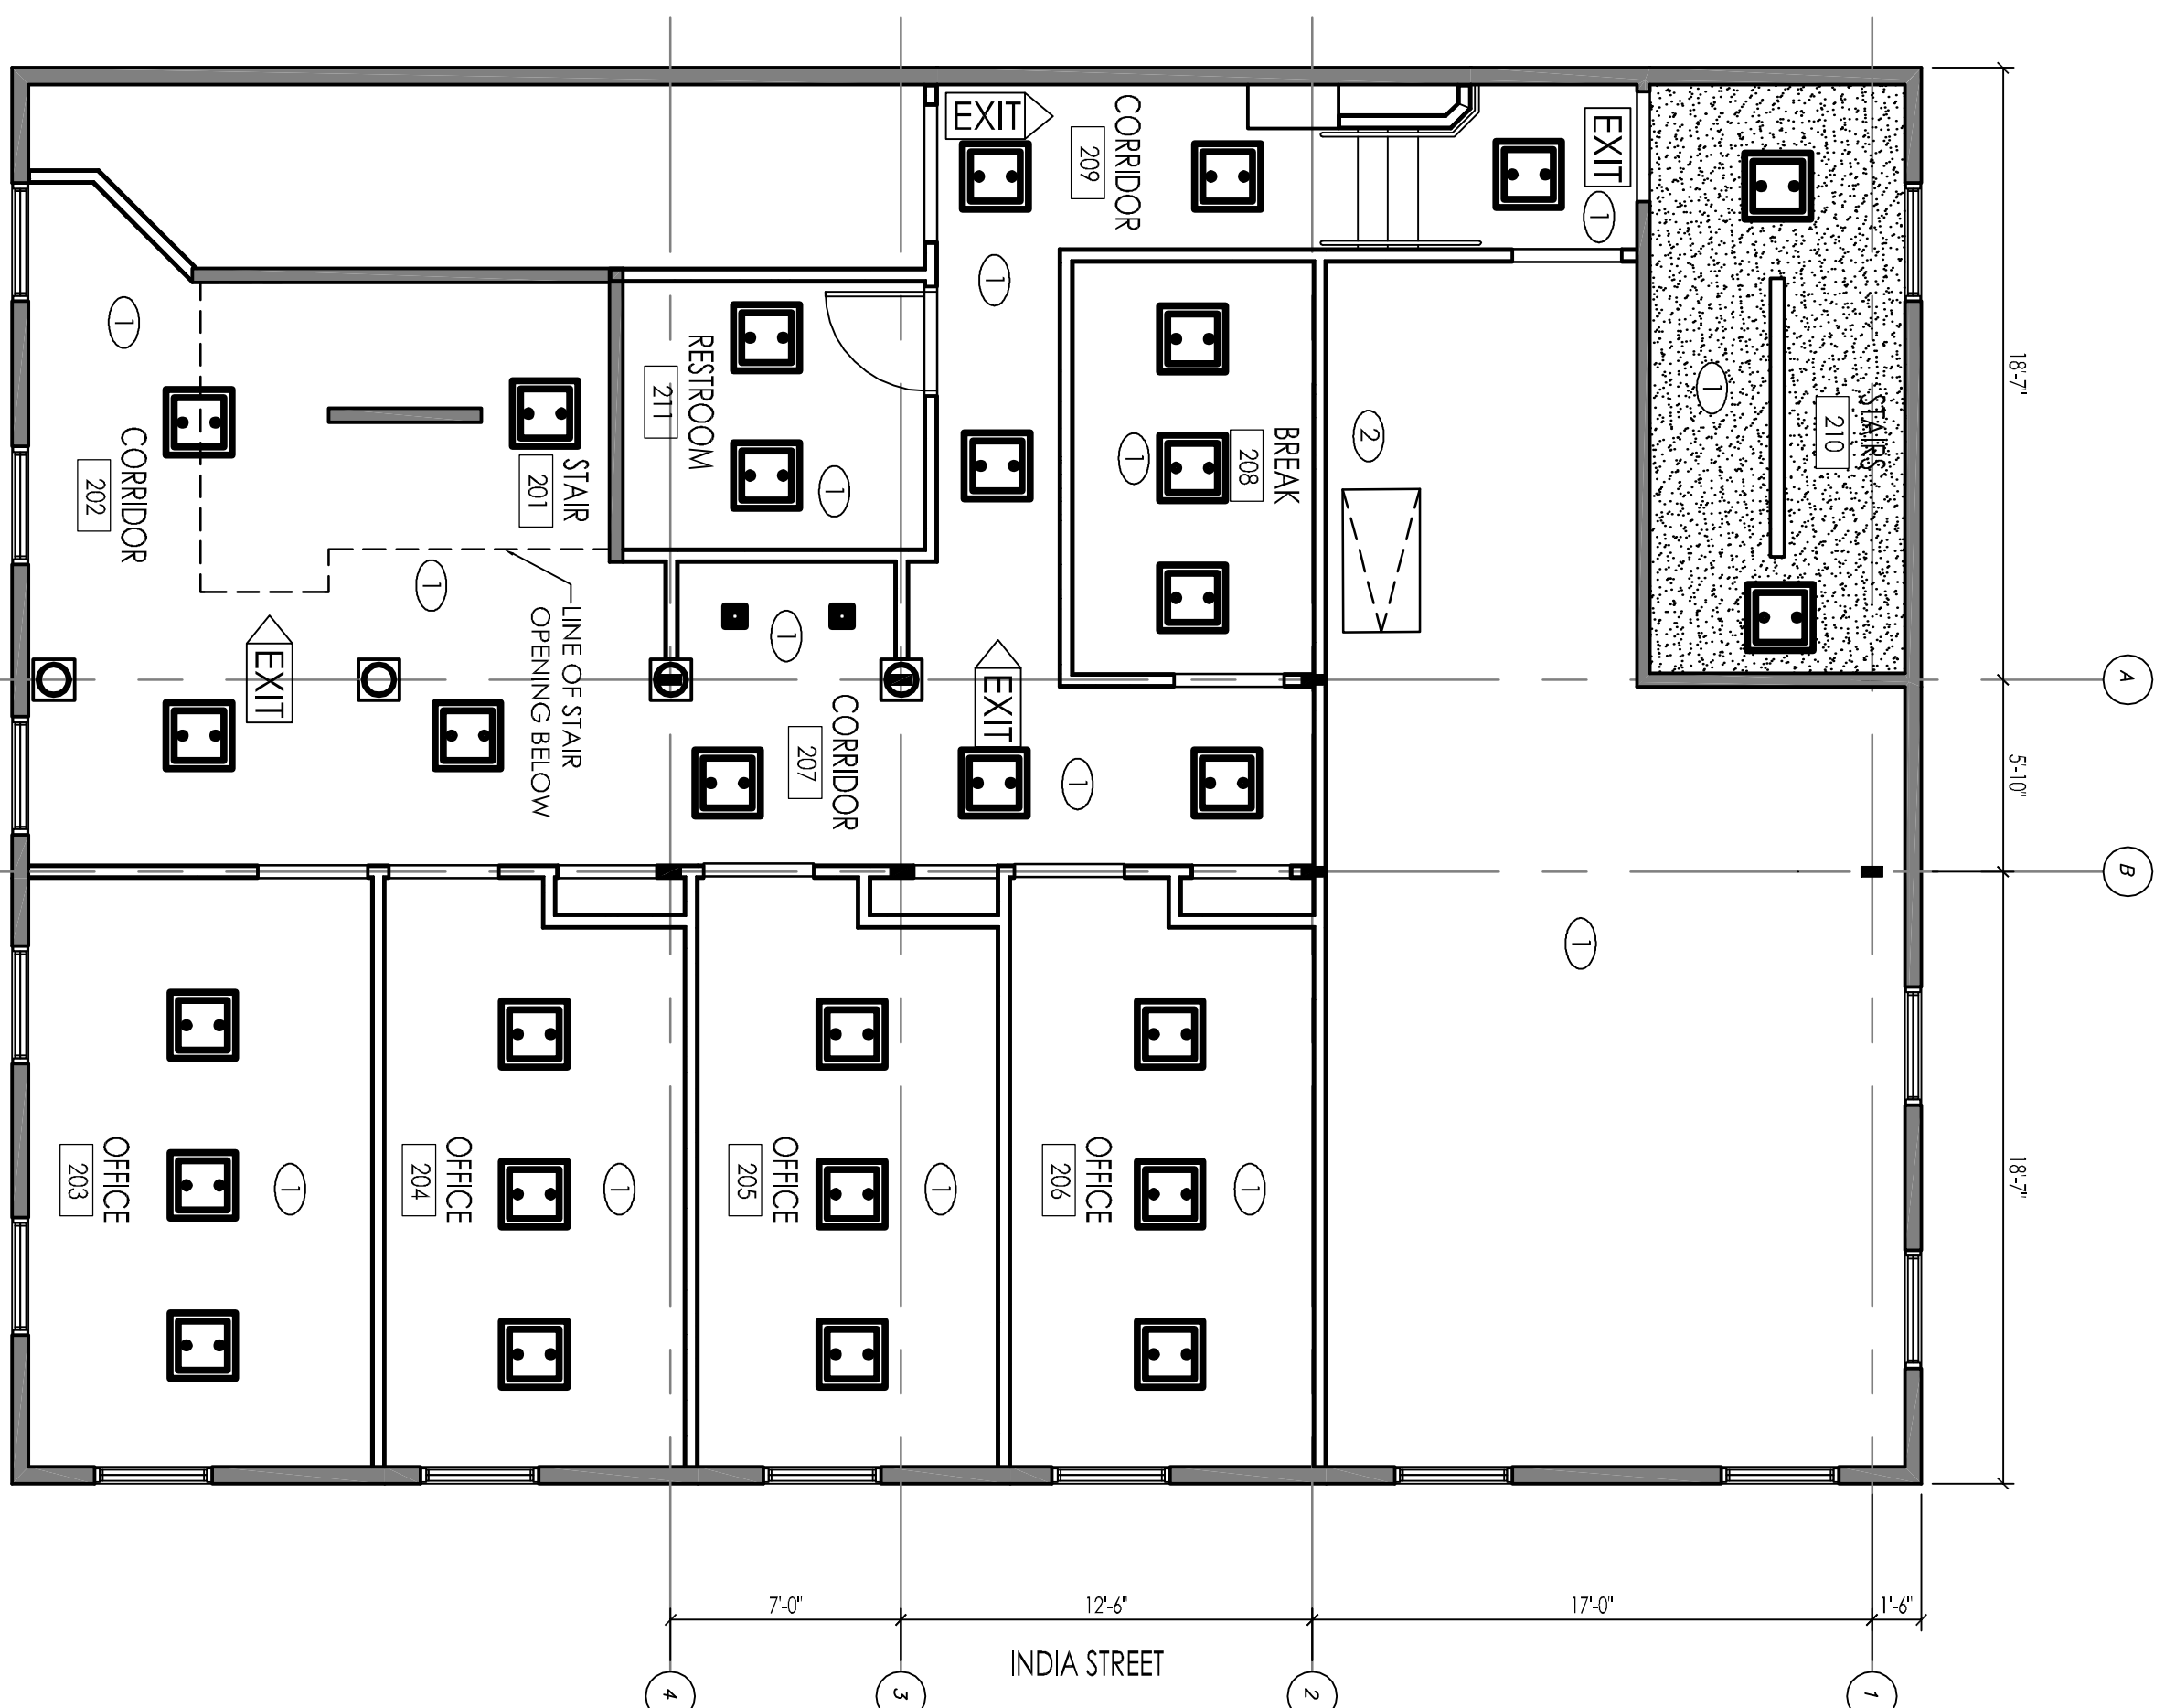 EXIT
CORRIDOR
209
EXIT
1
1
STAIRS
210
1
18'-7"
RESTROOM
211
1
BREAK
208
1
2
1
CORRIDOR
202
STAIR
201
1
LINE OF STAIR
OPENING BELOW
EXIT
1
EXIT
CORRIDOR
207
1
A
5'-10"
B
1
18'-7"
OFFICE
203
1
OFFICE
204
1
OFFICE
205
1
OFFICE
206
1
7'-0"
12'-6"
17'-0"
1'-6"
INDIA STREET
4
3
2
1